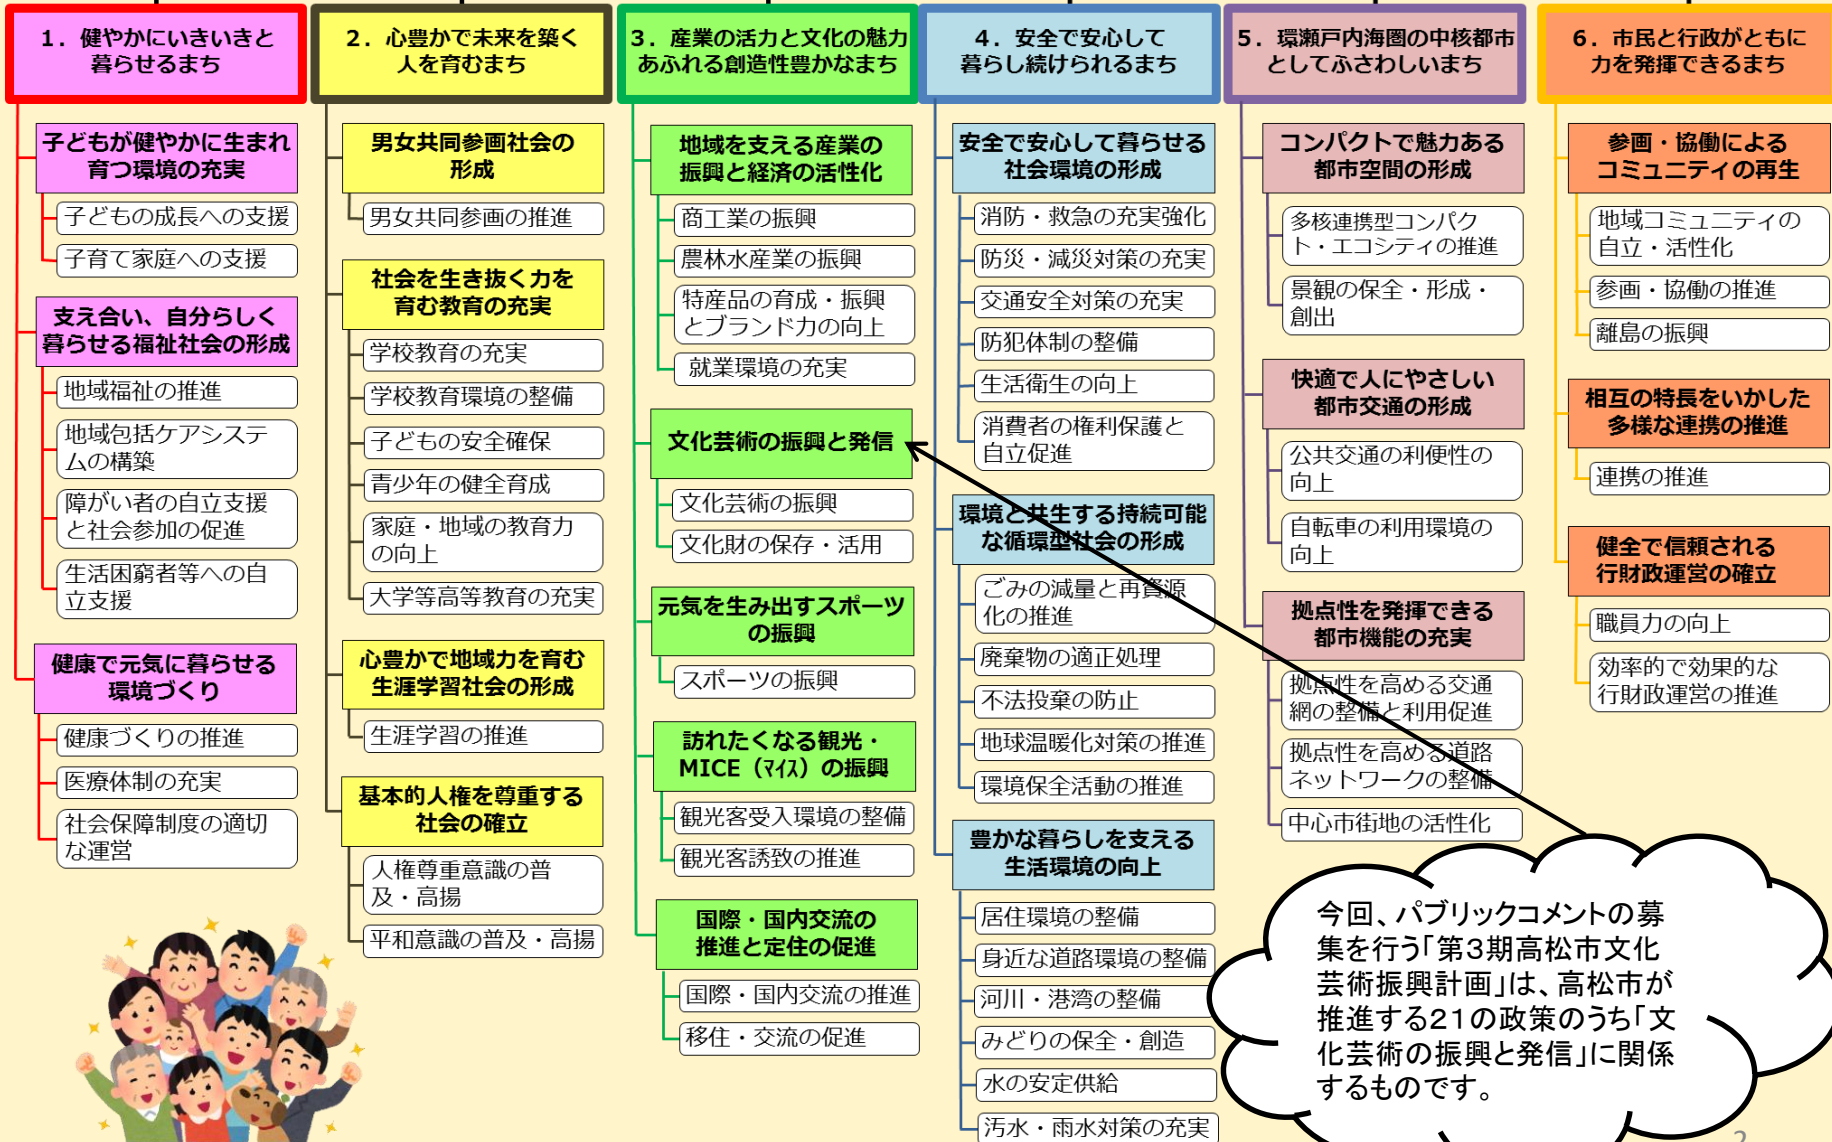 1．健やかにいきいきと
暮らせるまち
子どもが健やかに生まれ
育つ環境の充実
子どもの成長への支援
子育て家庭への支援
支え合い、自分らしく
暮らせる福祉社会の形成
地域福祉の推進
地域包括ケアシステ
ムの構築
障がい者の自立支援
と社会参加の促進
生活困窮者等への自
立支援
健康で元気に暮らせる
環境づくり
健康づくりの推進
医療体制の充実
社会保障制度の適切
な運営
2．心豊かで未来を築く
人を育むまち
男女共同参画社会の
形成
男女共同参画の推進
社会を生き抜く力を
育む教育の充実
学校教育の充実
学校教育環境の整備
子どもの安全確保
青少年の健全育成
家庭・地域の教育力
の向上
大学等高等教育の充実
心豊かで地域力を育む
生涯学習社会の形成
生涯学習の推進
基本的人権を尊重する
社会の確立
人権尊重意識の普
及・高揚
平和意識の普及・高揚
3．産業の活力と文化の魅力
あふれる創造性豊かなまち
地域を支える産業の
振興と経済の活性化
商工業の振興
農林水産業の振興
特産品の育成・振興
とブランド力の向上
就業環境の充実
文化芸術の振興と発信
文化芸術の振興
文化財の保存・活用
元気を生み出すスポーツ
の振興
スポーツの振興
訪れたくなる観光・
MICE（ﾏｲｽ）の振興
観光客受入環境の整備
観光客誘致の推進
国際・国内交流の
推進と定住の促進
国際・国内交流の推進
移住・交流の促進
4．安全で安心して
暮らし続けられるまち
安全で安心して暮らせる
社会環境の形成
消防・救急の充実強化
防災・減災対策の充実
交通安全対策の充実
防犯体制の整備
生活衛生の向上
消費者の権利保護と
自立促進
環境と共生する持続可能
な循環型社会の形成
ごみの減量と再資源
化の推進
廃棄物の適正処理
不法投棄の防止
地球温暖化対策の推進
環境保全活動の推進
豊かな暮らしを支える
生活環境の向上
居住環境の整備
身近な道路環境の整備
河川・港湾の整備
みどりの保全・創造
水の安定供給
汚水・雨水対策の充実
5．環瀬戸内海圏の中核都市
としてふさわしいまち
コンパクトで魅力ある
都市空間の形成
多核連携型コンパク
ト・エコシティの推進
景観の保全・形成・
創出
快適で人にやさしい
都市交通の形成
公共交通の利便性の
向上
自転車の利用環境の
向上
拠点性を発揮できる
都市機能の充実
拠点性を高める交通
網の整備と利用促進
拠点性を高める道路
ネットワークの整備
中心市街地の活性化
6．市民と行政がともに
力を発揮できるまち
参画・協働による
コミュニティの再生
地域コミュニティの
自立・活性化
参画・協働の推進
離島の振興
相互の特長をいかした
多様な連携の推進
連携の推進
健全で信頼される
行財政運営の確立
職員力の向上
効率的で効果的な
行財政運営の推進
今回、パブリックコメントの募
集を行う「第3期高松市文化
芸術振興計画」は、高松市が
推進する21の政策のうち「文
化芸術の振興と発信」に関係
するものです。
2